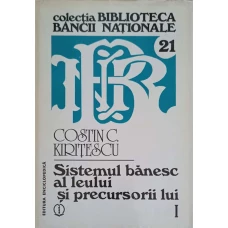 colecția BIBLIOTECA
BĂNCII NAȚIONALE
21
COSTIN C.
KIRIȚESCU
Sistemul bănesc
al leului
și precursorii lui
I
EDITURA ENCICLOPEDICĂ